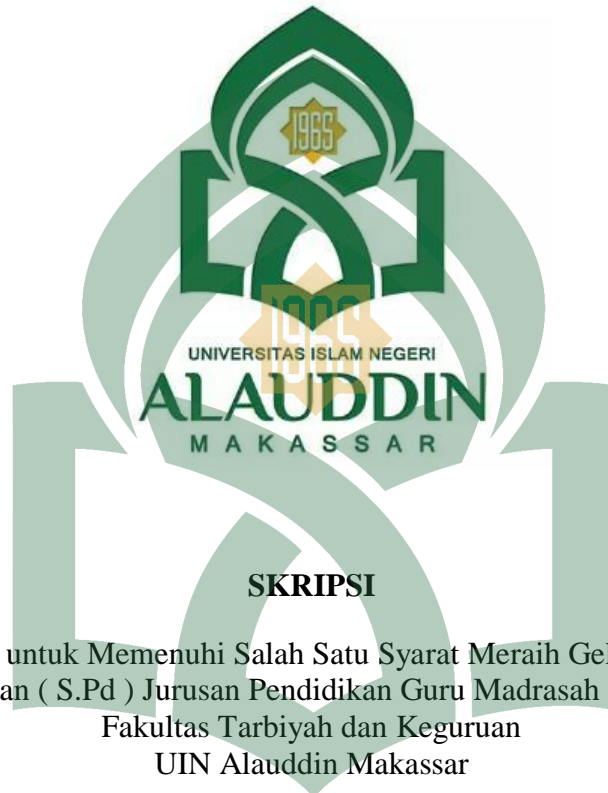 1965
1965
UNIVERSITAS ISLAM NEGERI
ALAUDDIN
MAKASSAR
SKRIPSI
untuk Memenuhi Salah Satu Syarat Meraih
an ( S.Pd ) Jurusan Pendidikan Guru Madrasah
Fakultas Tarbiyah dan Keguruan
UIN Alauddin Makassar